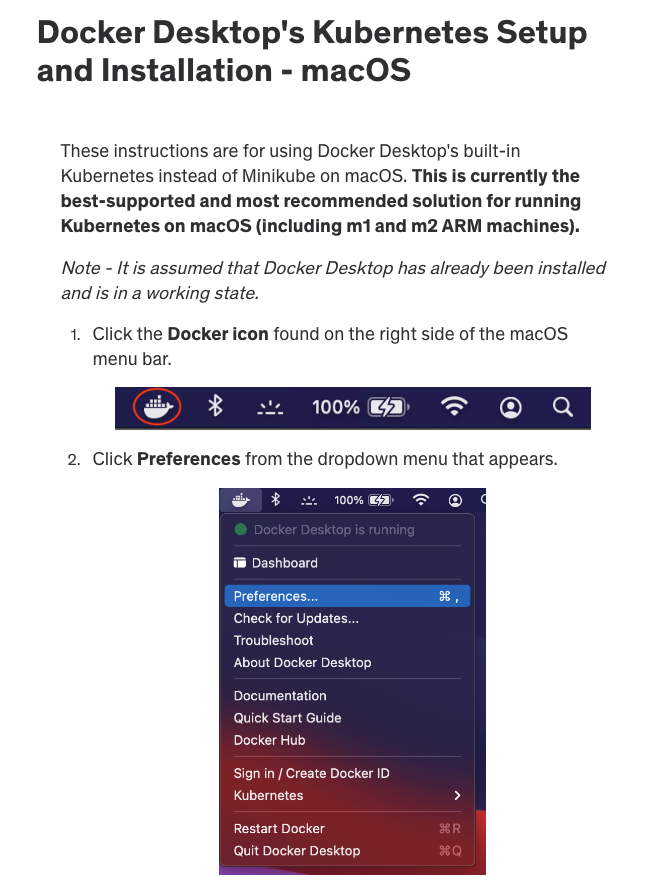 Docker Desktop's Kubernetes Setup
and Installation - macOS
These instructions are for using Docker Desktop's built-in
Kubernetes instead of Minikube on macOS. This is currently the
best-supported and most recommended solution for running
Kubernetes on macOS (including m1 and m2 ARM machines).
Note - It is assumed that Docker Desktop has already been installed
and is in a working state.
1. Click the Docker icon found on the right side of the macOS
menu bar.
100%
2. Click Preferences from the dropdown menu that appears.
100%
Docker Desktop is running
Dashboard
Preferences... ⌘ ,
Check for Updates...
Troubleshoot
About Docker Desktop
Documentation
Quick Start Guide
Docker Hub
Sign in / Create Docker ID
Kubernetes
Restart Docker ⌘R
Quit Docker Desktop ⌘Q